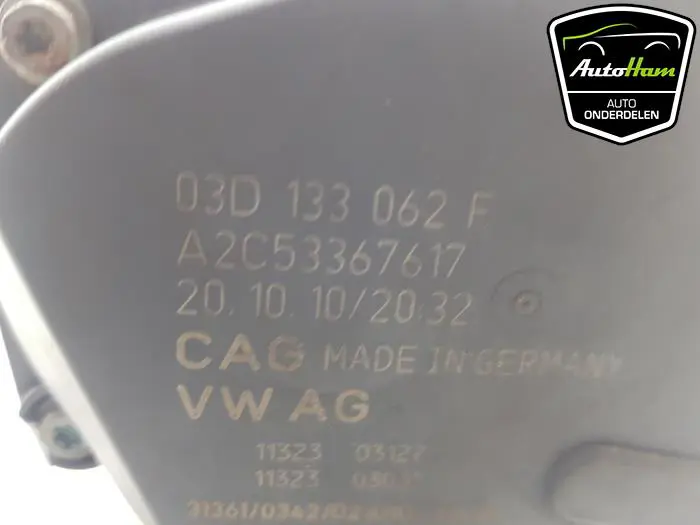 AutoHam
AUTO
ONDERDELEN
03D 133 062 F
A2C53367617
20.10.10/20:32
CAG MADE IN GERMANY
VW AG
11323 03127
11323